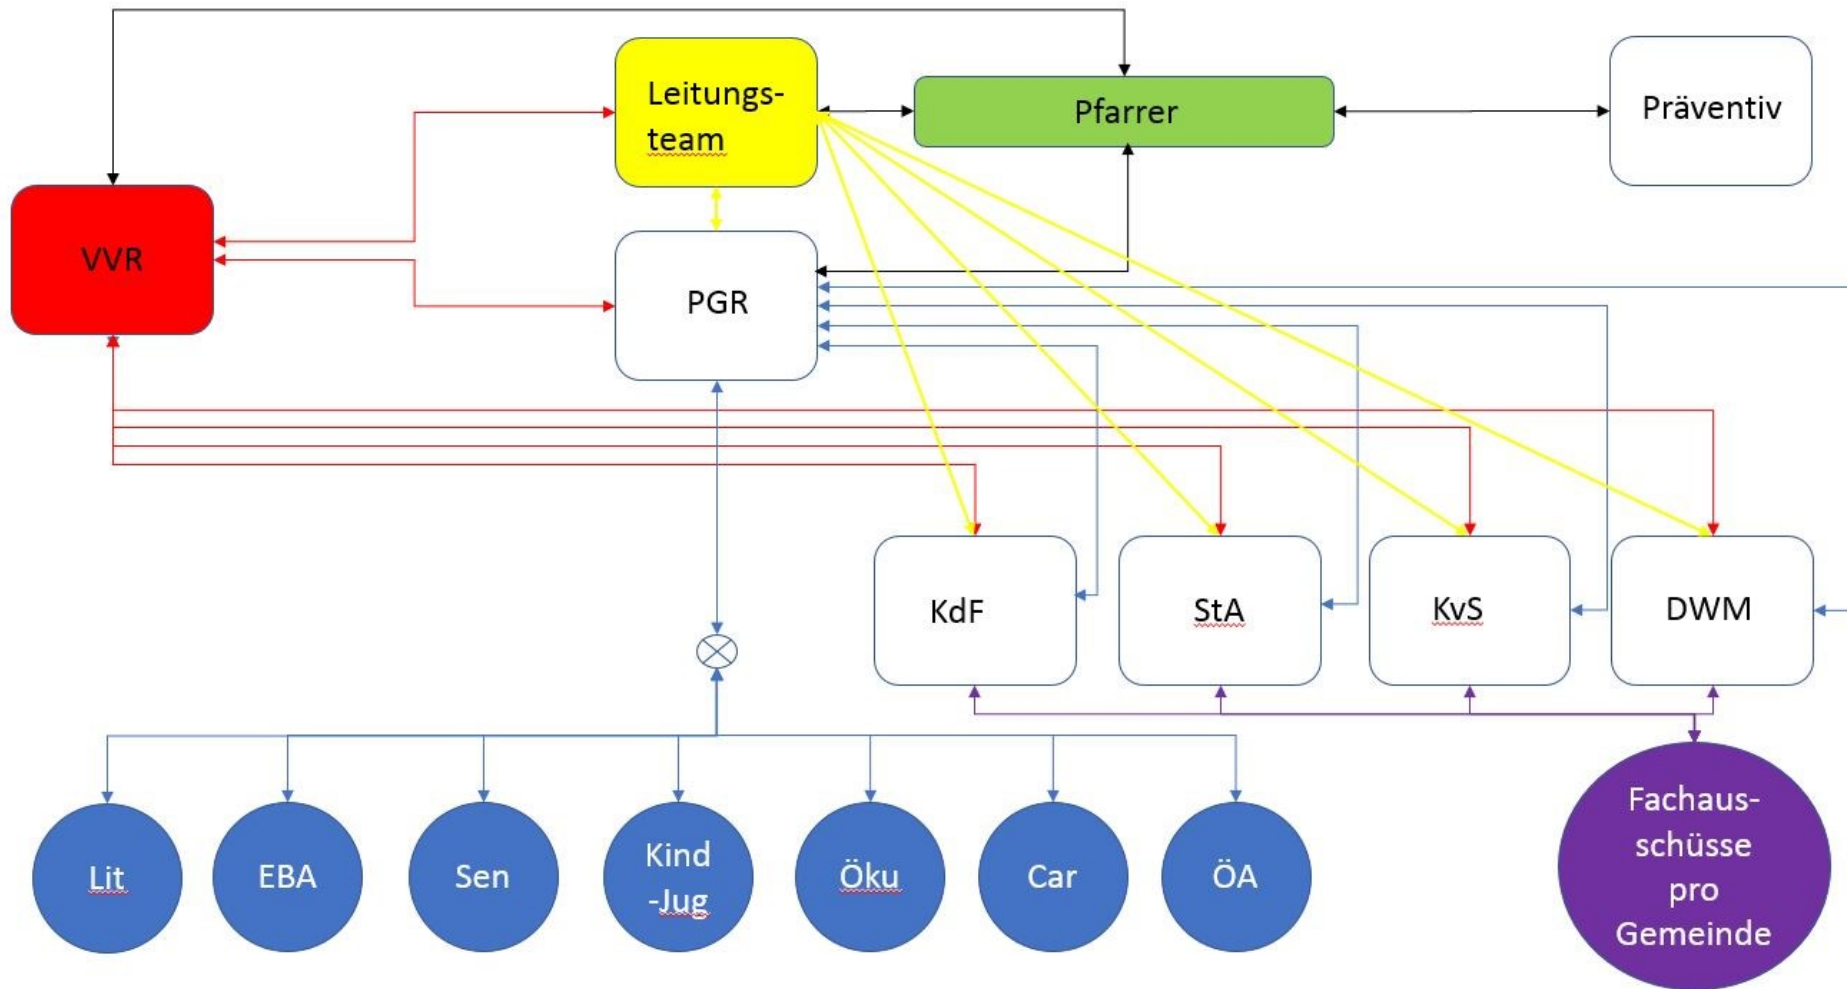 Leitungs-
team
Pfarrer
Präventiv
VVR
PGR
KdF
StA
KvS
DWM
Lit
EBA
Sen
Kind
-Jug
Öku
Car
ÖA
Fachaus-
schüsse
pro
Gemeinde